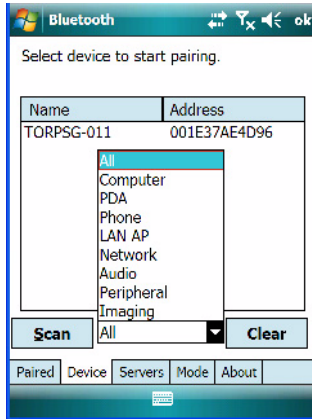 Bluetooth ok
Select device to start pairing.
Name Address
TORPSG-011 001E37AE4D96
All
Computer
PDA
Phone
LAN AP
Network
Audio
Peripheral
Imaging
Scan All Clear
Paired Device Servers Mode About